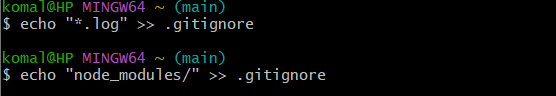 komal@HP MINGW64 ~ (main)
$ echo "*.log" >> .gitignore
komal@HP MINGW64 ~ (main)
$ echo "node_modules/" >> .gitignore